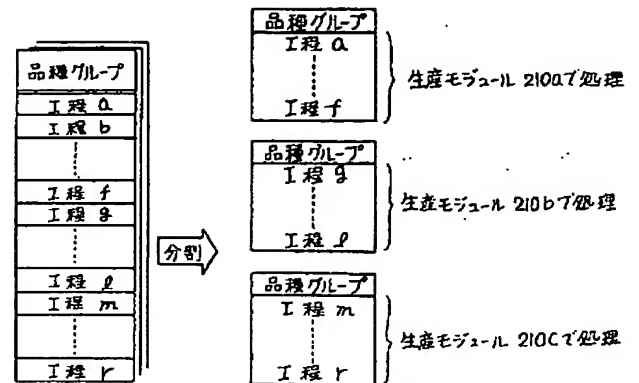 品種グループ
工程 a
工程 b
工程 f
工程 g
工程 l
工程 m
工程 r
分割
品種グループ
工程 a
工程 f
生産モジュール 210aで処理
品種グループ
工程 g
工程 l
生産モジュール 210bで処理
品種グループ
工程 m
工程 r
生産モジュール 210cで処理